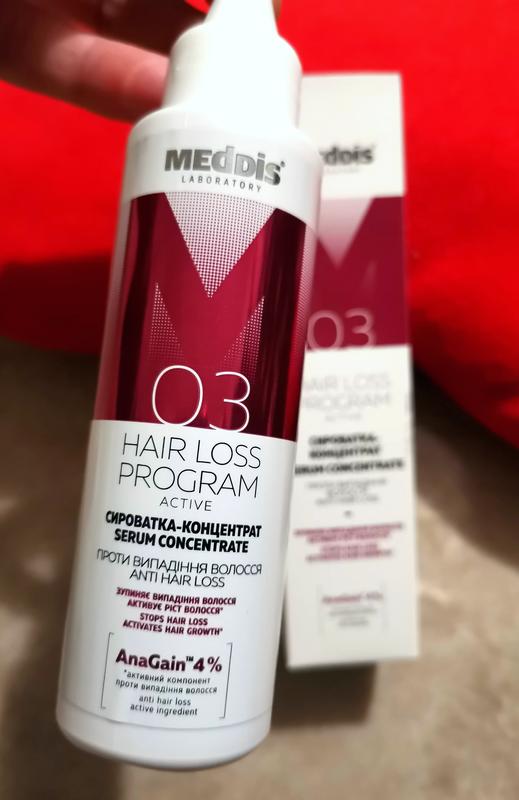 MEDDIS
LABORATORY
03
HAIR LOSS
PROGRAM
ACTIVE
СИРОВАТКА-КОНЦЕНТРАТ
SERUM CONCENTRATE
ПРОТИ ВИПАДІННЯ ВОЛОССЯ
ANTI HAIR LOSS
ЗУПИНЯЄ ВИПАДІННЯ ВОЛОССЯ
АКТИВУЄ РІСТ ВОЛОССЯ*
STOPS HAIR LOSS
ACTIVATES HAIR GROWTH*
AnaGain™4%
*активний компонент
проти випадіння волосся
anti hair loss
active ingredient
03
HAIR LOSS
PROGRAM
ACTIVE
СИРОВАТКА-
КОНЦЕНТРАТ
SERUM CONCENTRATE